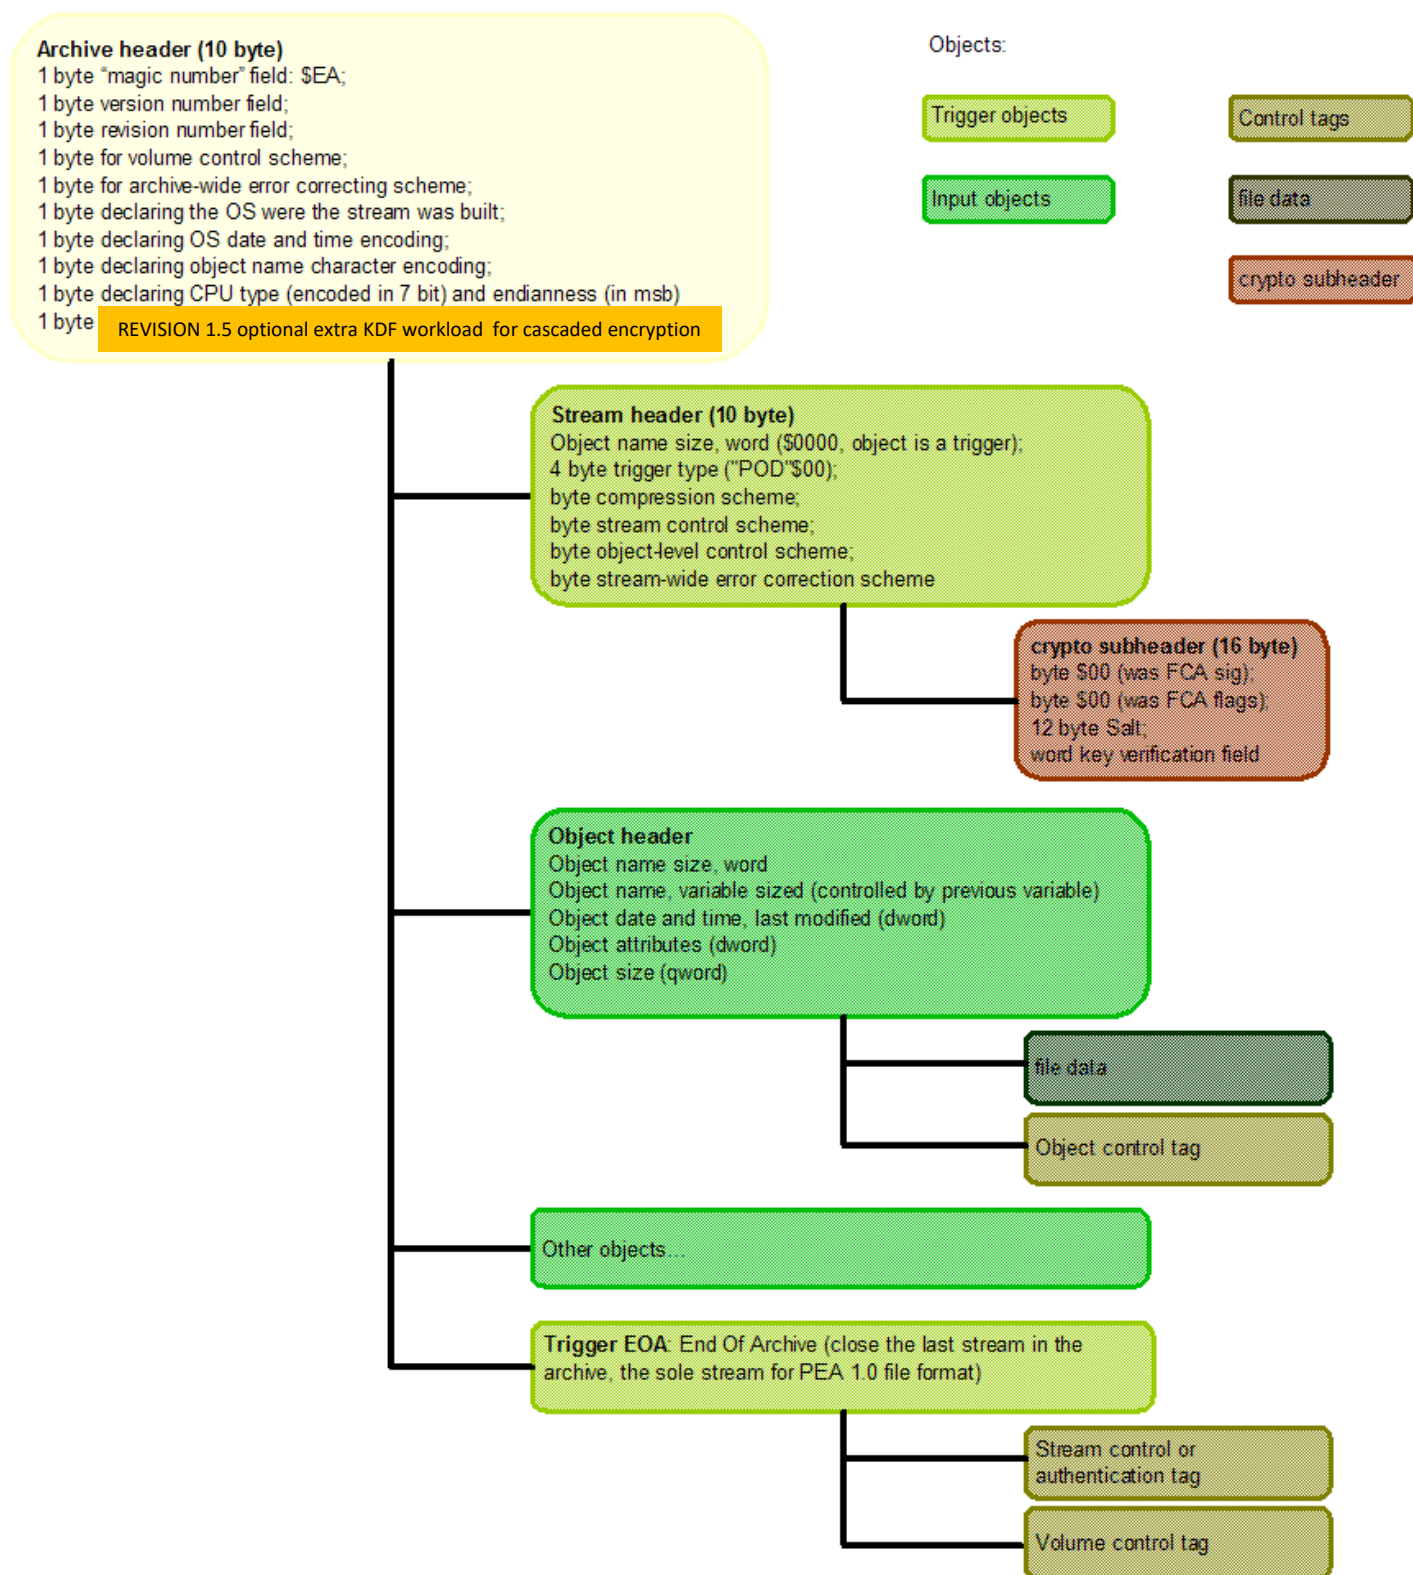 Archive header (10 byte)
1 byte “magic number” field: $EA;
1 byte version number field;
1 byte revision number field;
1 byte for volume control scheme;
1 byte for archive-wide error correcting scheme;
1 byte declaring the OS were the stream was built;
1 byte declaring OS date and time encoding;
1 byte declaring object name character encoding;
1 byte declaring CPU type (encoded in 7 bit) and endianness (in msb)
1 byte REVISION 1.5 optional extra KDF workload for cascaded encryption
Objects:
Trigger objects
Control tags
Input objects
file data
crypto subheader
Stream header (10 byte)
Object name size, word ($0000, object is a trigger);
4 byte trigger type ("POD"$00);
byte compression scheme;
byte stream control scheme;
byte object-level control scheme;
byte stream-wide error correction scheme
crypto subheader (16 byte)
byte $00 (was FCA sig);
byte $00 (was FCA flags);
12 byte Salt;
word key verification field
Object header
Object name size, word
Object name, variable sized (controlled by previous variable)
Object date and time, last modified (dword)
Object attributes (dword)
Object size (qword)
file data
Object control tag
Other objects...
Trigger EOA: End Of Archive (close the last stream in the
archive, the sole stream for PEA 1.0 file format)
Stream control or
authentication tag
Volume control tag